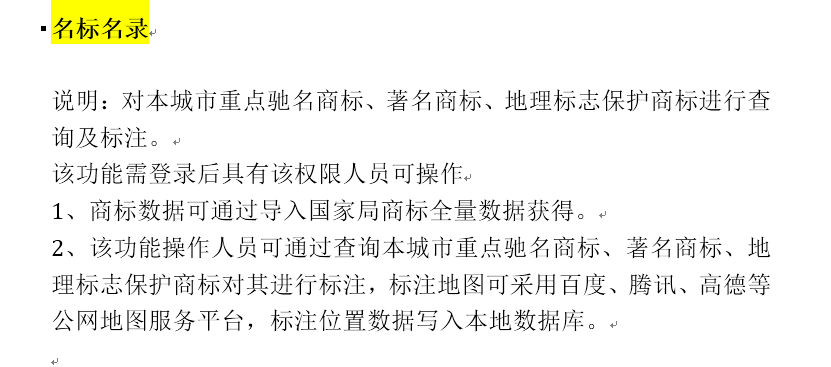 名标名录
说明：对本城市重点驰名商标、著名商标、地理标志保护商标进行查
询及标注。
该功能需登录后具有该权限人员可操作
1、商标数据可通过导入国家局商标全量数据获得。
2、该功能操作人员可通过查询本城市重点驰名商标、著名商标、地
理标志保护商标对其进行标注，标注地图可采用百度、腾讯、高德等
公网地图服务平台，标注位置数据写入本地数据库。